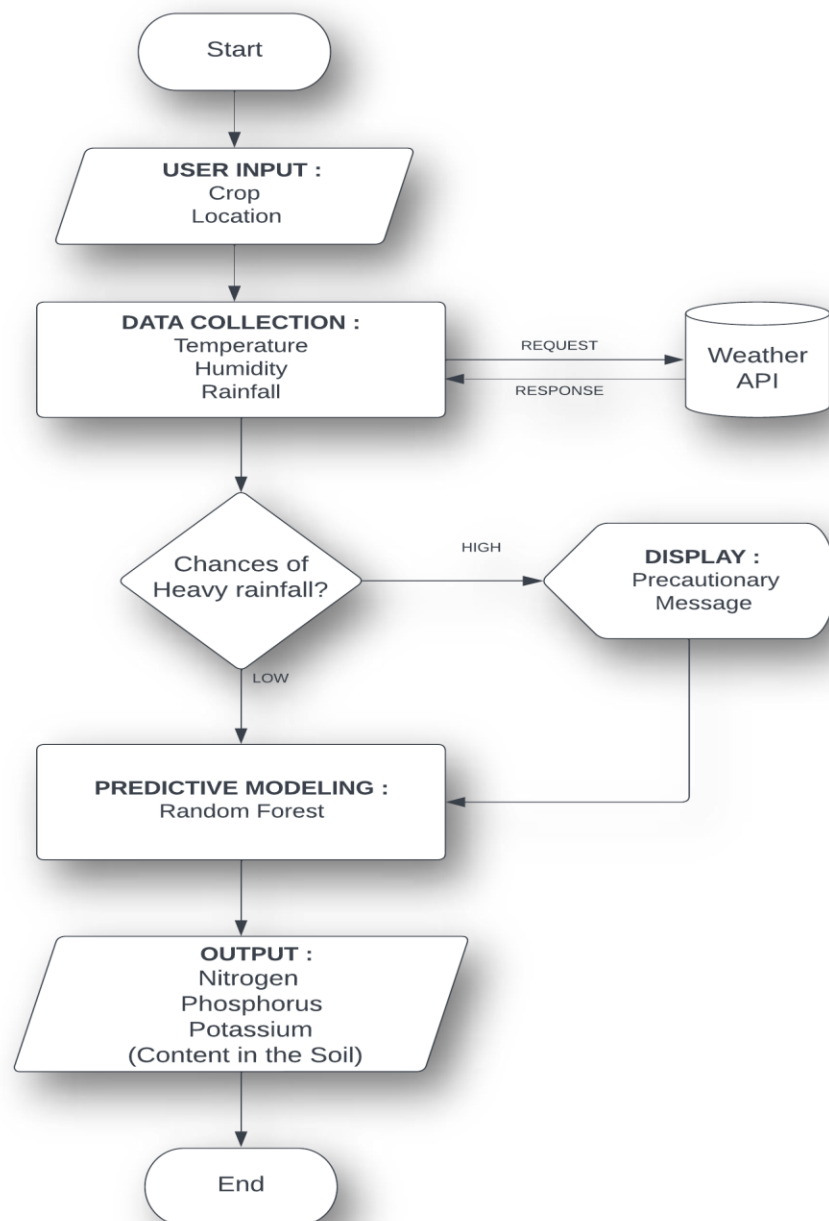 Start
USER INPUT :
Crop
Location
DATA COLLECTION :
Temperature
Humidity
Rainfall
REQUEST
RESPONSE
Weather
API
Chances of
Heavy rainfall?
HIGH
DISPLAY :
Precautionary
Message
LOW
PREDICTIVE MODELING :
Random Forest
OUTPUT :
Nitrogen
Phosphorus
Potassium
(Content in the Soil)
End